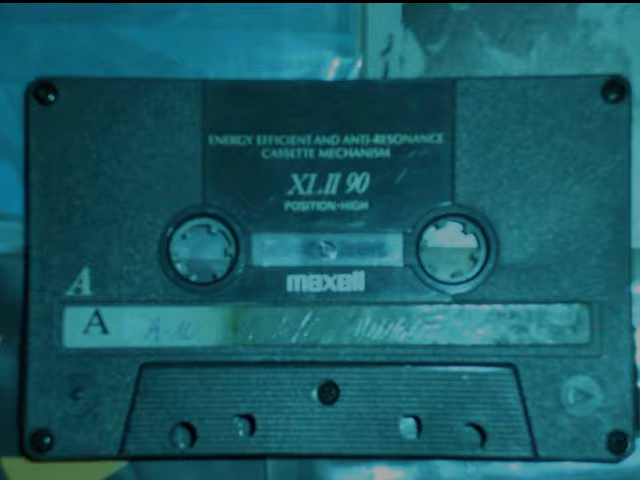 ENERGY EFFICIENT AND ANTI-RESONANCE
CASSETTE MECHANISM
XLII 90
POSITION-HIGH
maxell
A
A